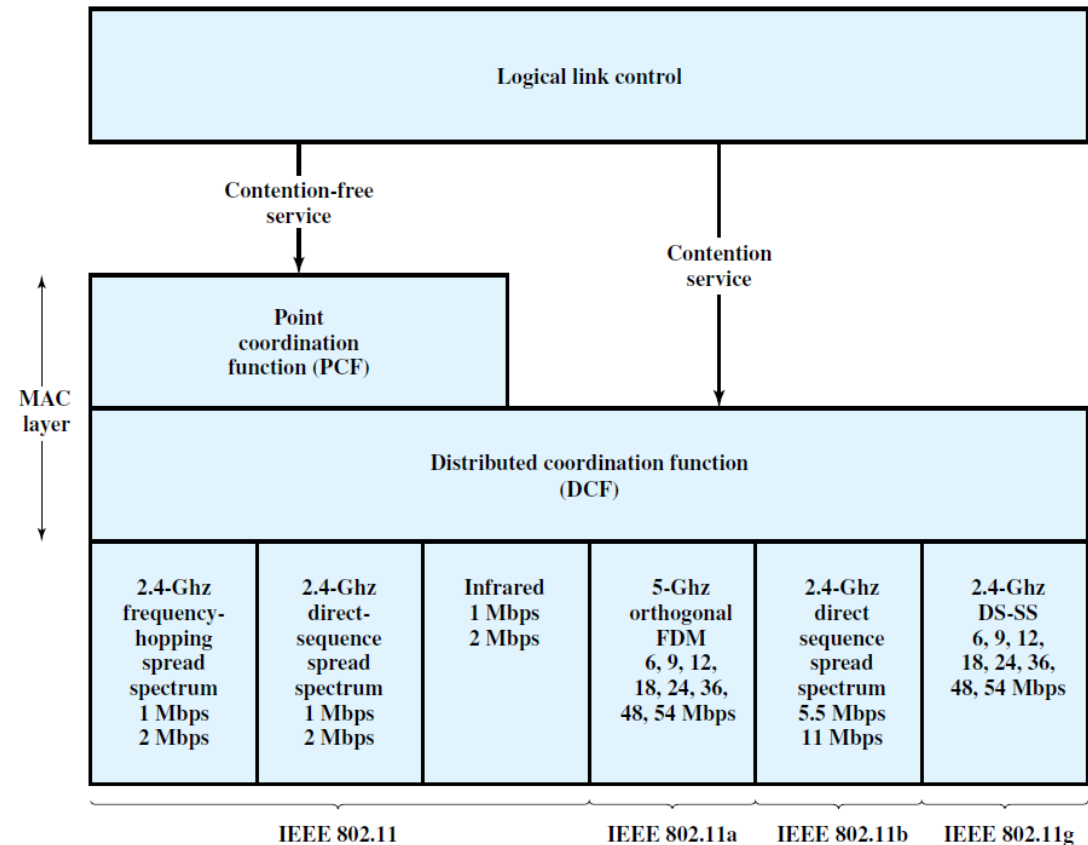 Logical link control
Contention-free
service
Contention
service
Point
coordination
function (PCF)
MAC
layer
Distributed coordination function
(DCF)
2.4-Ghz
frequency-
hopping
spread
spectrum
1 Mbps
2 Mbps
2.4-Ghz
direct-
sequence
spread
spectrum
1 Mbps
2 Mbps
Infrared
1 Mbps
2 Mbps
5-Ghz
orthogonal
FDM
6, 9, 12,
18, 24, 36,
48, 54 Mbps
2.4-Ghz
direct
sequence
spread
spectrum
5.5 Mbps
11 Mbps
2.4-Ghz
DS-SS
6, 9, 12,
18, 24, 36,
48, 54 Mbps
IEEE 802.11
IEEE 802.11a
IEEE 802.11b
IEEE 802.11g